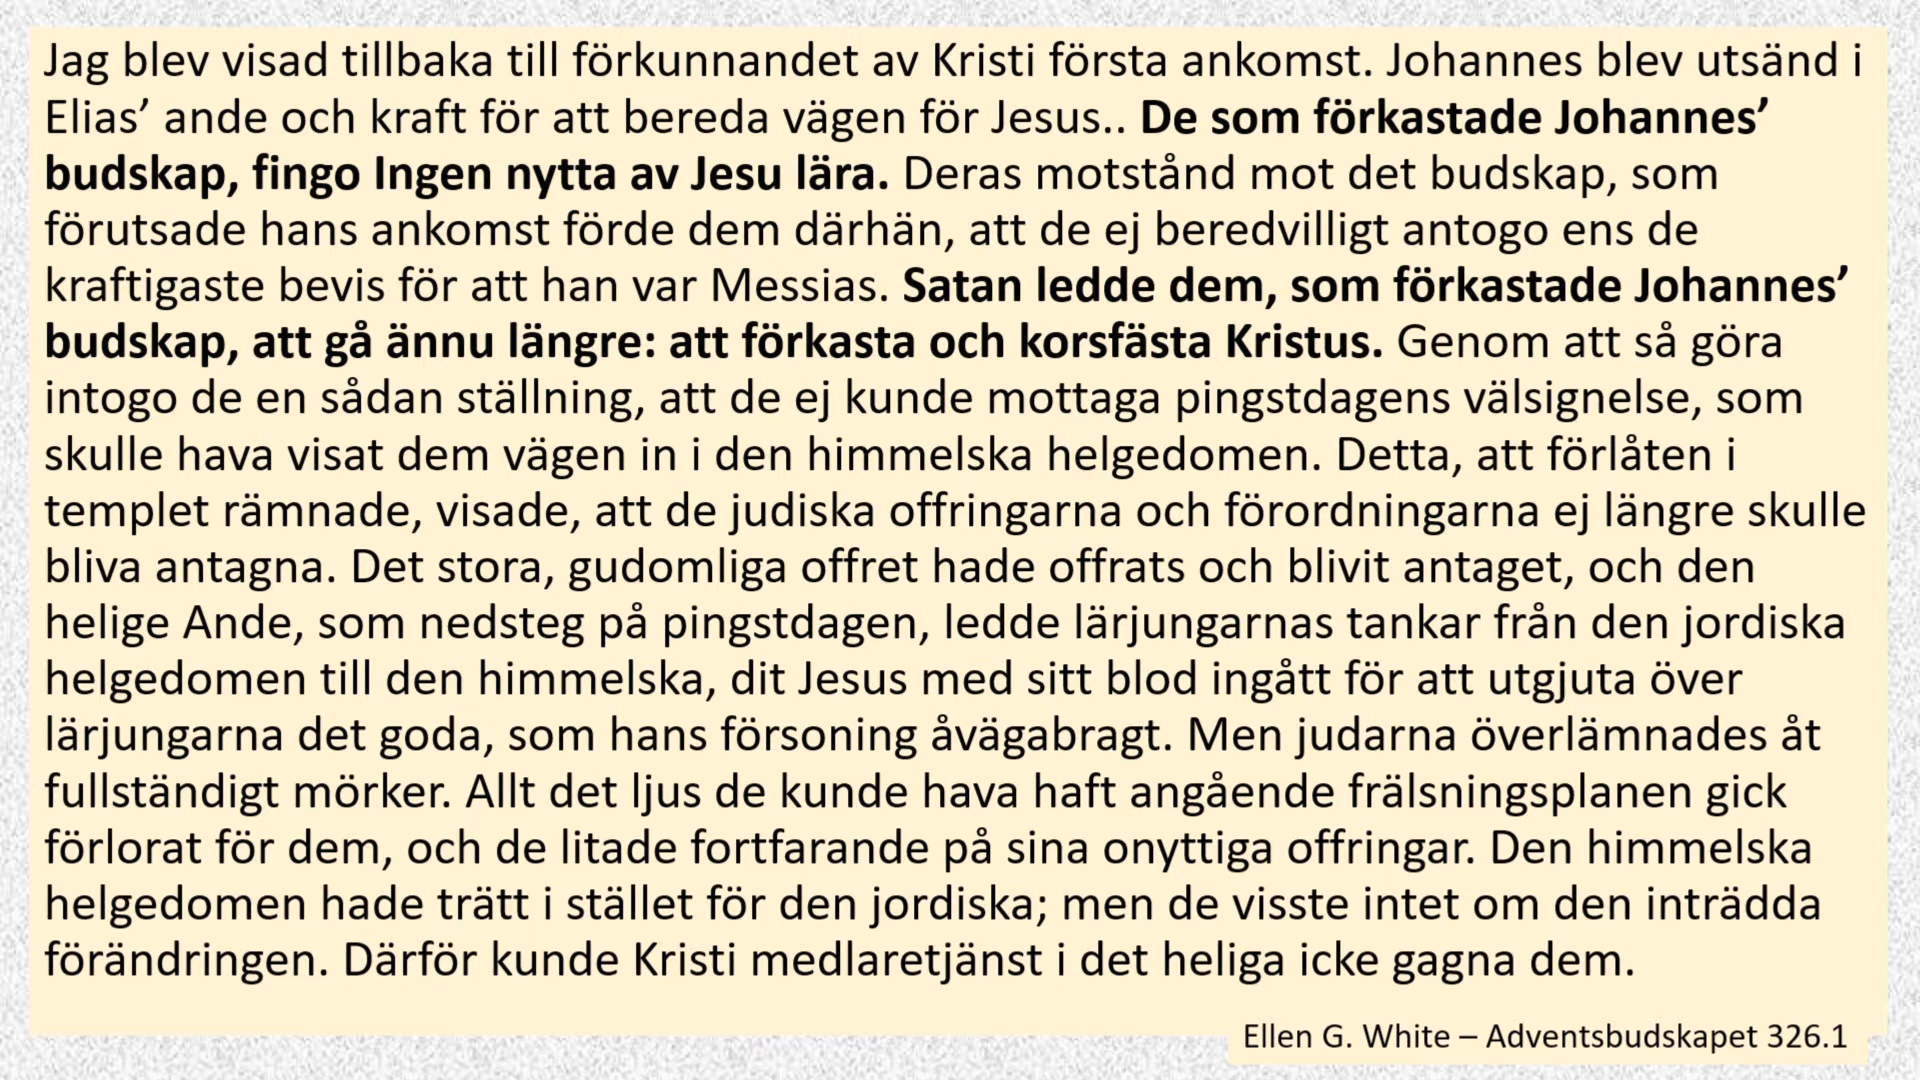 Jag blev visad tillbaka till förkunnandet av Kristi första ankomst. Johannes blev utsänd i
Elias’ ande och kraft för att bereda vägen för Jesus.. De som förkastade Johannes’
budskap, fingo Ingen nytta av Jesu lära. Deras motstånd mot det budskap, som
förutsade hans ankomst förde dem därhän, att de ej beredvilligt antogo ens de
kraftigaste bevis för att han var Messias. Satan ledde dem, som förkastade Johannes’
budskap, att gå ännu längre: att förkasta och korsfästa Kristus. Genom att så göra
intogo de en sådan ställning, att de ej kunde mottaga pingstdagens välsignelse, som
skulle hava visat dem vägen in i den himmelska helgedomen. Detta, att förlåten i
templet rämnade, visade, att de judiska offringarna och förordningarna ej längre skulle
bliva antagna. Det stora, gudomliga offret hade offrats och blivit antaget, och den
helige Ande, som nedsteg på pingstdagen, ledde lärjungarnas tankar från den jordiska
helgedomen till den himmelska, dit Jesus med sitt blod ingått för att utgjuta över
lärjungarna det goda, som hans försoning åvägabragt. Men judarna överlämnades åt
fullständigt mörker. Allt det ljus de kunde hava haft angående frälsningsplanen gick
förlorat för dem, och de litade fortfarande på sina onyttiga offringar. Den himmelska
helgedomen hade trätt i stället för den jordiska; men de visste intet om den inträdda
förändringen. Därför kunde Kristi medlaretjänst i det heliga icke gagna dem.
Ellen G. White – Adventsbudskapet 326.1